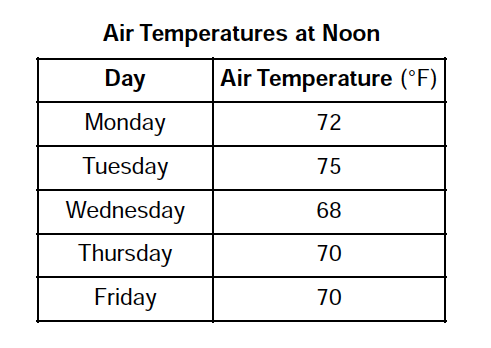 Air Temperatures at Noon
Day Air Temperature (°F)
Monday 72
Tuesday 75
Wednesday 68
Thursday 70
Friday 70